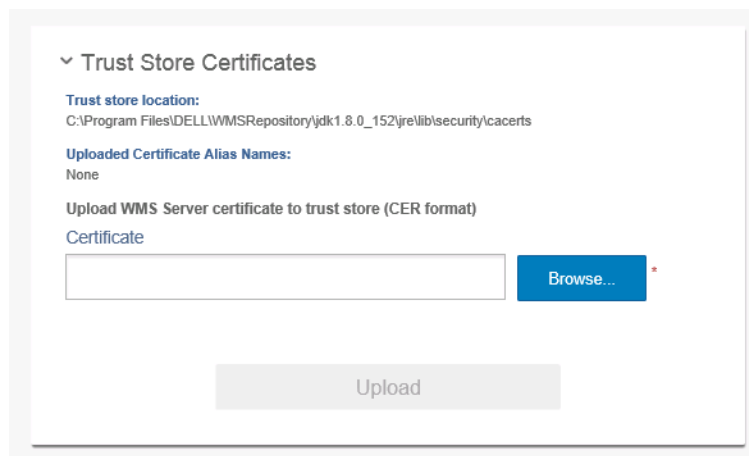 Trust Store Certificates
Trust store location:
C:\Program Files\DELL\WMSRepository\jdk1.8.0_152\jre\lib\security\cacerts
Uploaded Certificate Alias Names:
None
Upload WMS Server certificate to trust store (CER format)
Certificate
Browse... *
Upload